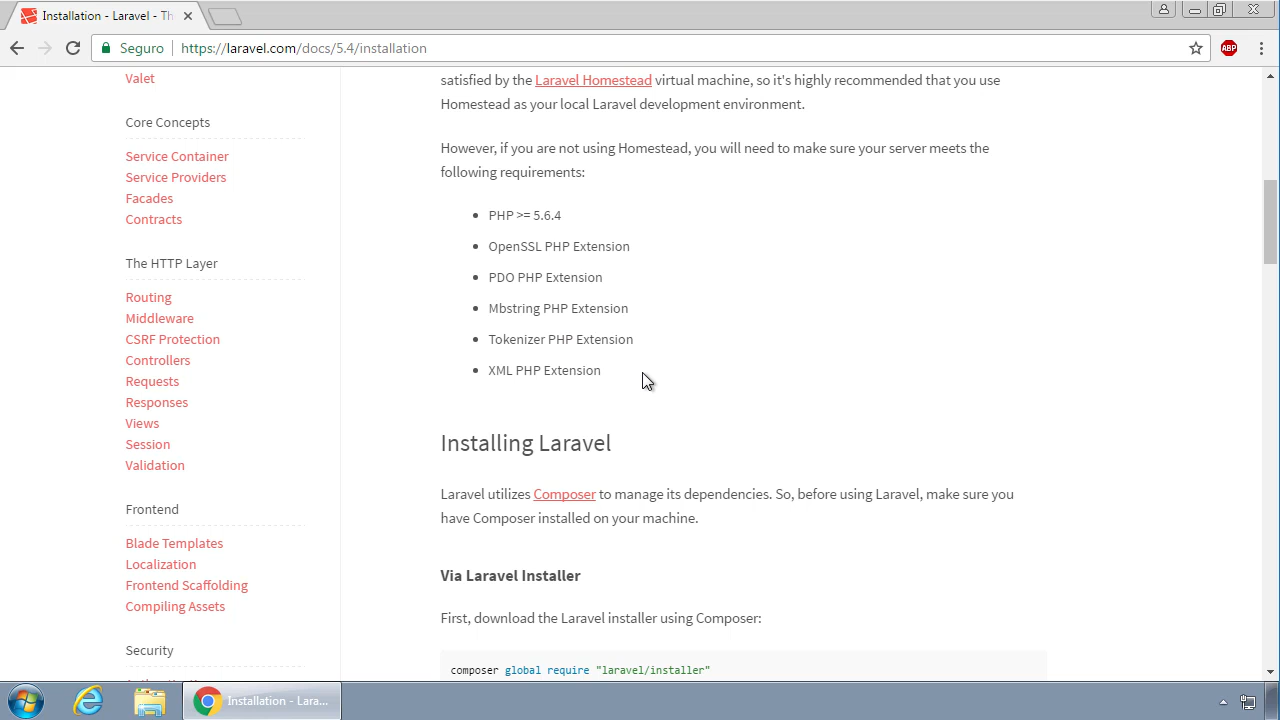 Installation - Laravel - Th
Seguro
https://laravel.com/docs/5.4/installation
ABP
Valet
Core Concepts
Service Container
Service Providers
Facades
Contracts
The HTTP Layer
Routing
Middleware
CSRF Protection
Controllers
Requests
Responses
Views
Session
Validation
Frontend
Blade Templates
Localization
Frontend Scaffolding
Compiling Assets
Security
satisfied by the Laravel Homestead virtual machine, so it's highly recommended that you use
Homestead as your local Laravel development environment.
However, if you are not using Homestead, you will need to make sure your server meets the
following requirements:
PHP >= 5.6.4
OpenSSL PHP Extension
PDO PHP Extension
Mbstring PHP Extension
Tokenizer PHP Extension
XML PHP Extension
Installing Laravel
Laravel utilizes Composer to manage its dependencies. So, before using Laravel, make sure you
have Composer installed on your machine.
Via Laravel Installer
First, download the Laravel installer using Composer:
composer global require "laravel/installer"
Installation - Lara...